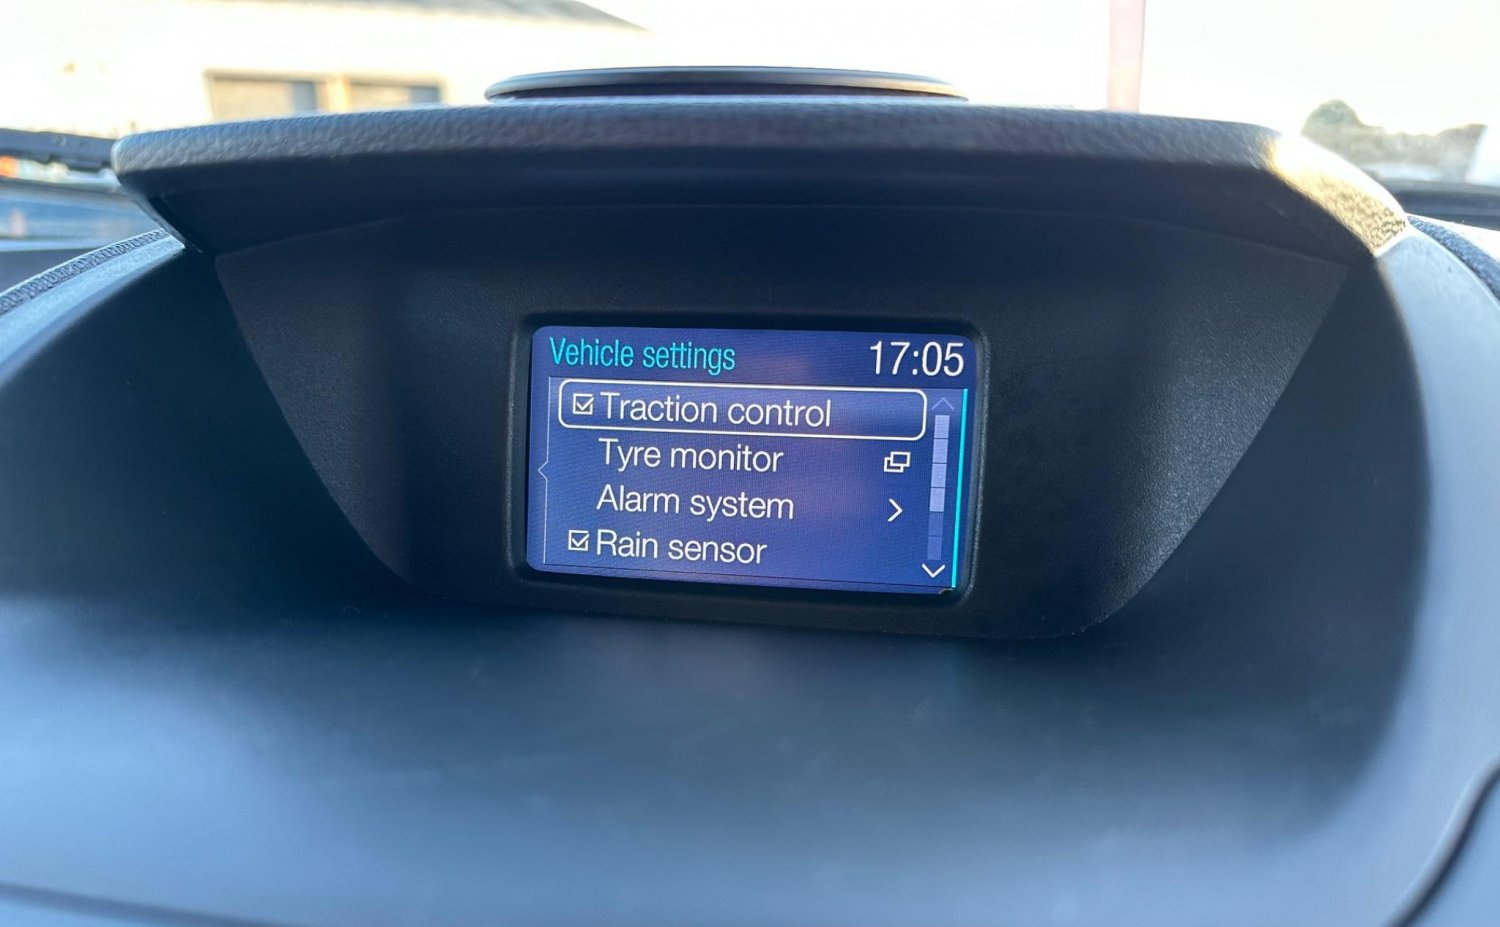 Vehicle settings 17:05
Traction control
Tyre monitor
Alarm system
Rain sensor